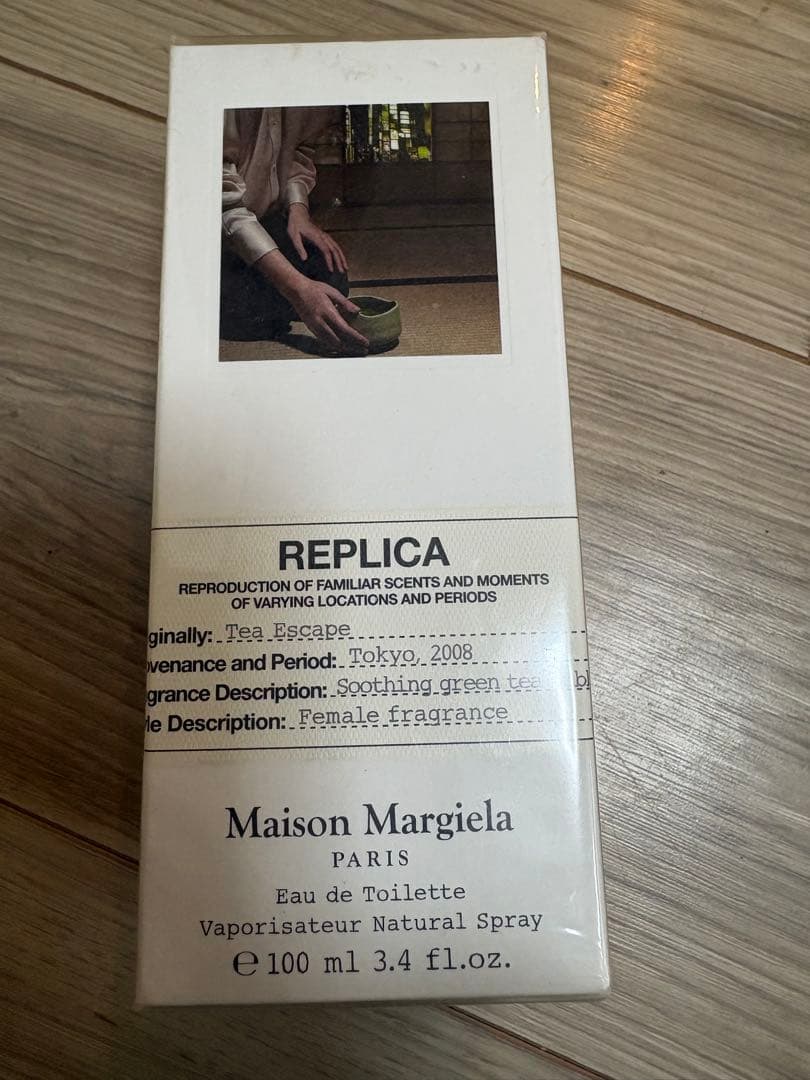 REPLICA
REPRODUCTION OF FAMILIAR SCENTS AND MOMENTS
OF VARYING LOCATIONS AND PERIODS
ginally: Tea Escape
venance and Period: Tokyo, 2008
grance Description: Soothing green tea
le Description: Female fragrance
Maison Margiela
PARIS
Eau de Toilette
Vaporisateur Natural Spray
℮ 100 ml 3.4 fl.oz.